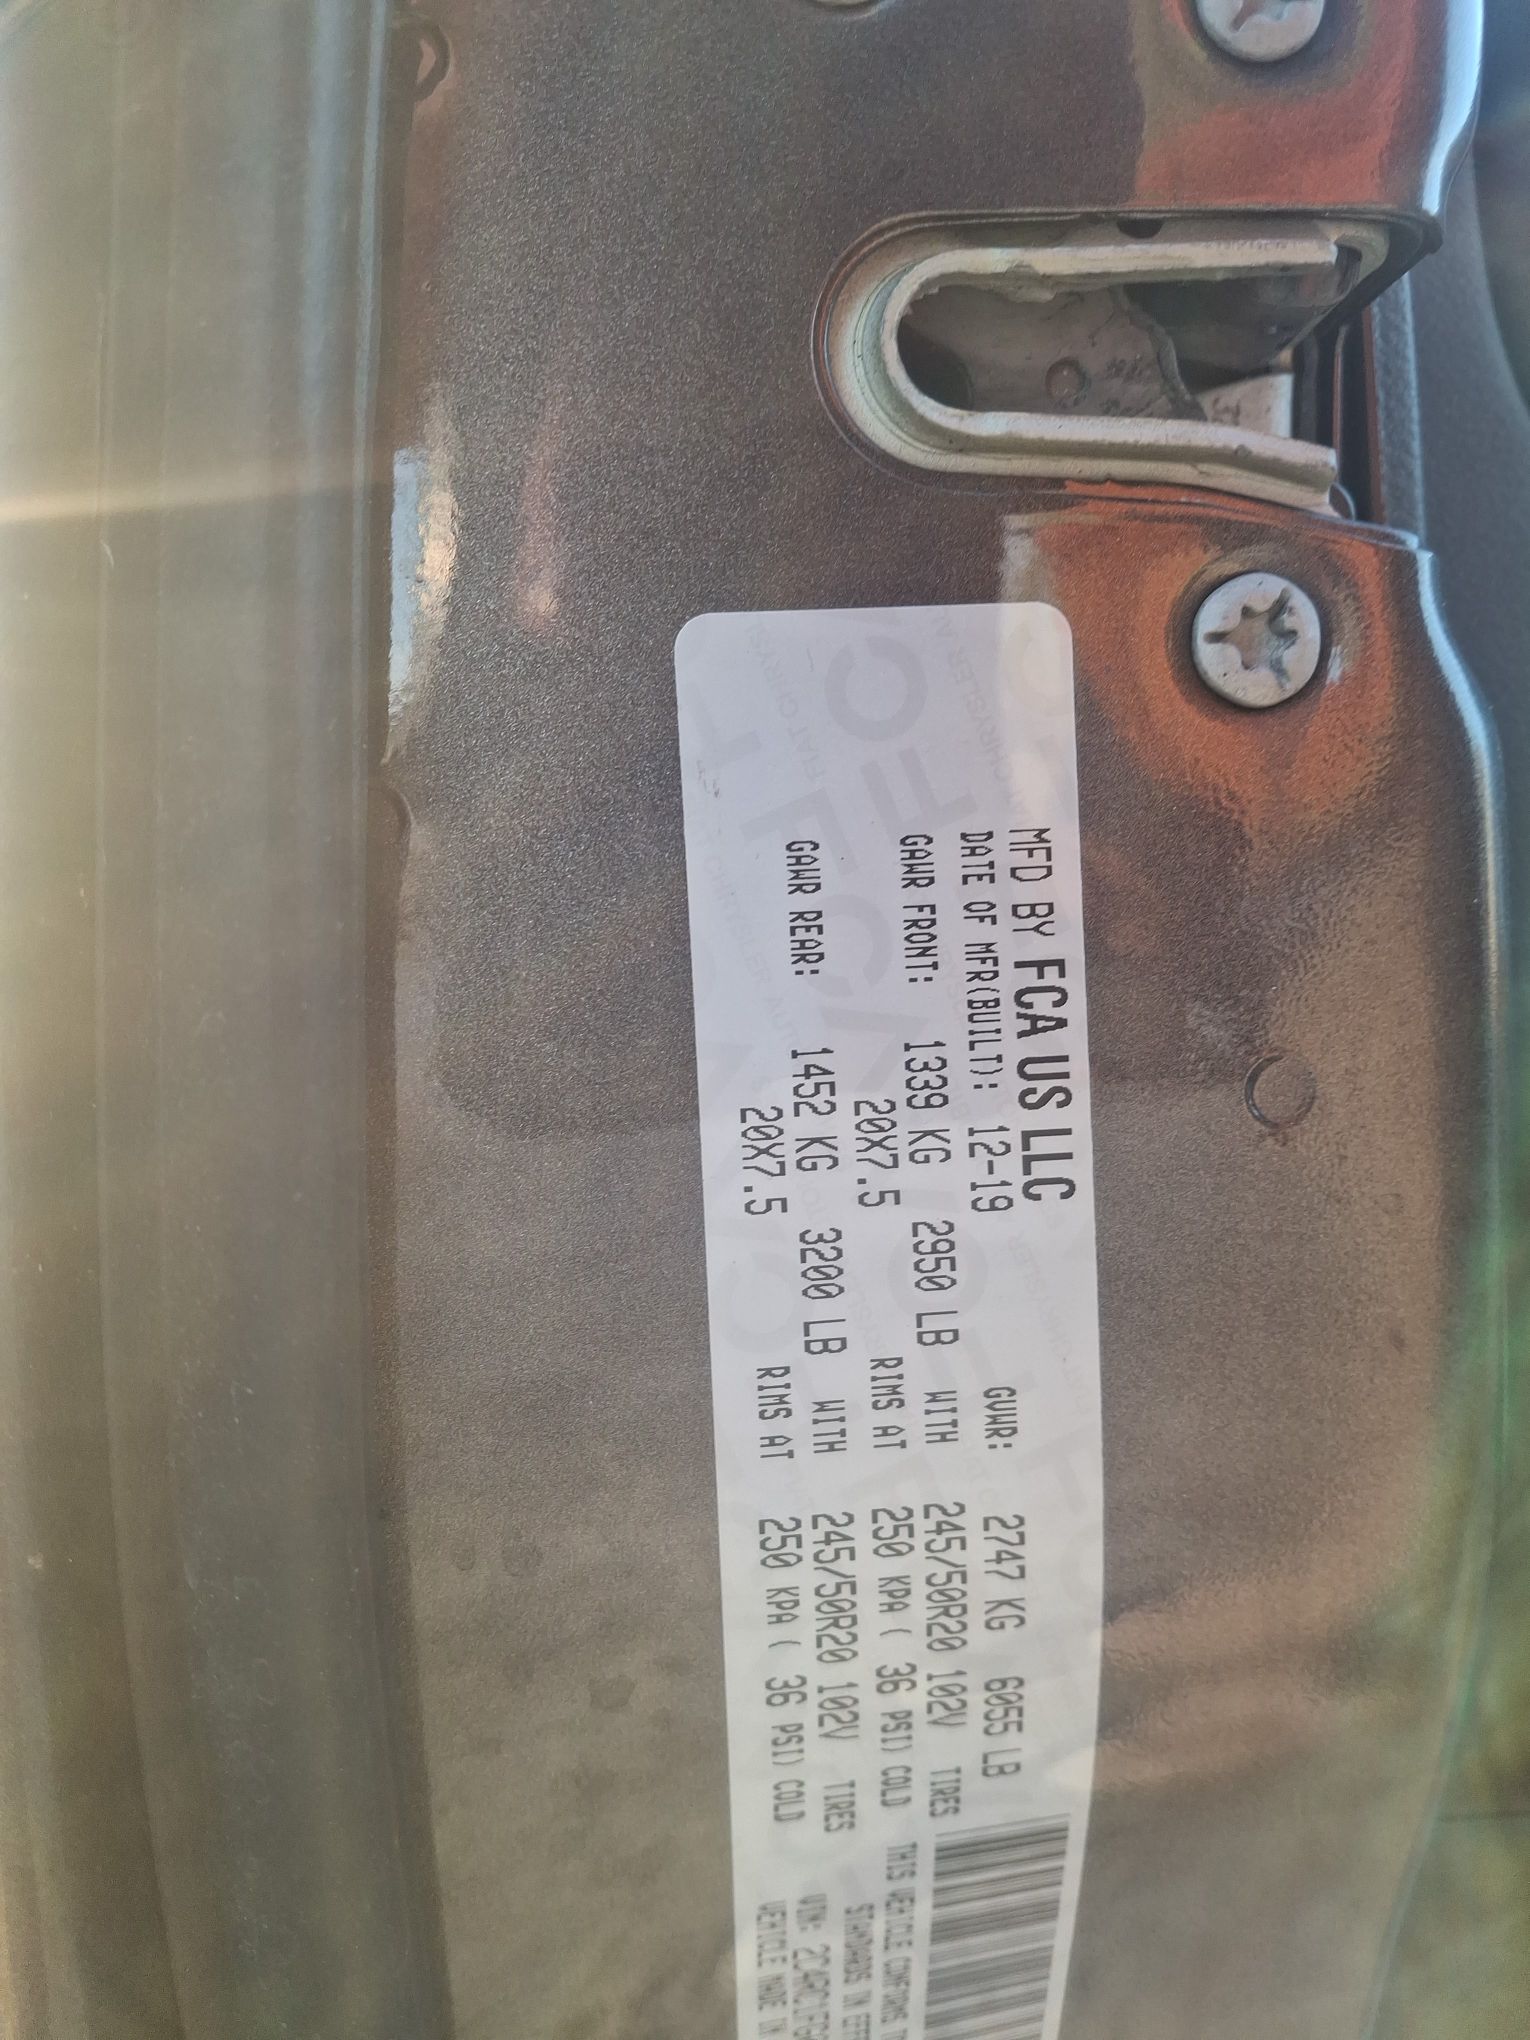 MFD BY FCA US LLC
DATE OF MFR(BUILT): 12-19 GVWR: 2747 KG 6055 LB
GAWR FRONT: 1339 KG 2950 LB WITH 245/50R20 102V TIRES
20X7.5 RIMS AT 250 KPA ( 36 PSI) COLD
GAWR REAR: 1452 KG 3200 LB WITH 245/50R20 102V TIRES
20X7.5 RIMS AT 250 KPA ( 36 PSI) COLD
THIS VEHICLE CONFORMS
STANDARDS IN
VIN:
VEHICLE MADE IN